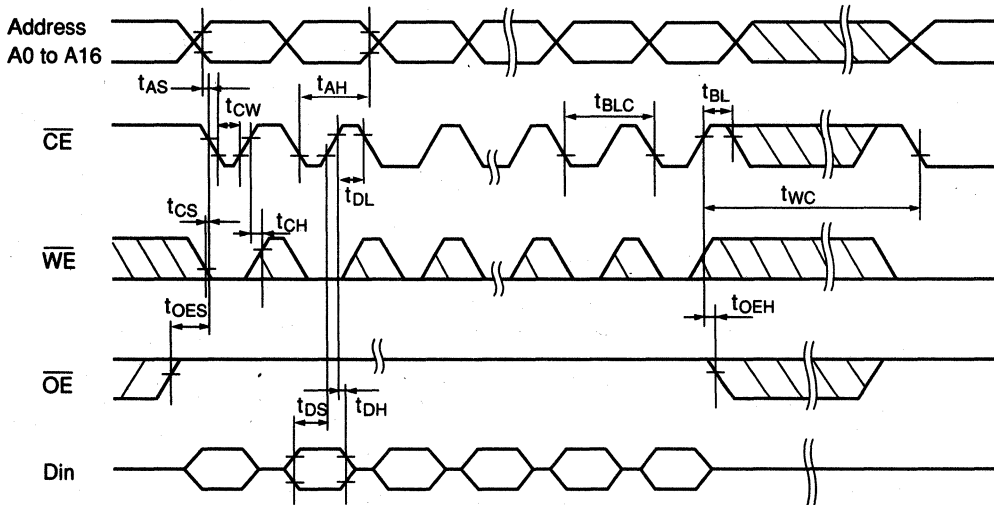 Address
A0 to A16
tAS
tCW
tAH
tBLC
tBL
CE
tDL
tWC
tCS
tCH
WE
tOES
tOEH
OE
tDS
tDH
Din